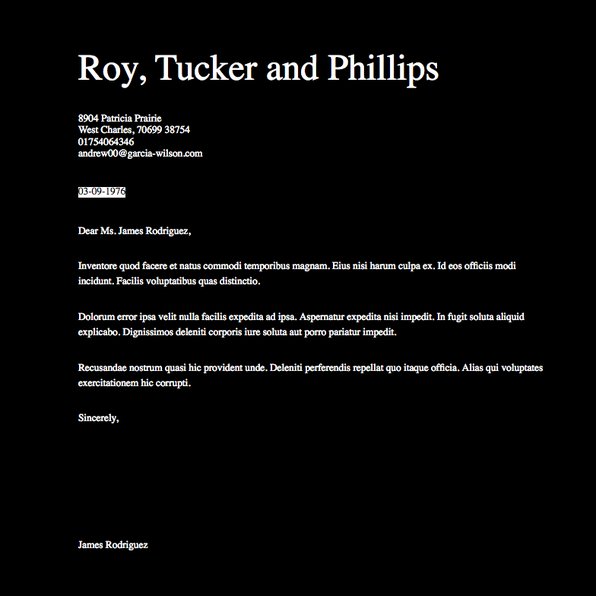 Roy, Tucker and Phillips
8904 Patricia Prairie
West Charles, 70699 38754
01754064346
andrew00@garcia-wilson.com
03-09-1976
Dear Ms. James Rodriguez,
Inventore quod facere et natus commodi temporibus magnam. Eius nisi harum culpa ex. Id eos officiis modi
incidunt. Facilis voluptatibus quas distinctio.
Dolorum error ipsa velit nulla facilis expedita ad ipsa. Aspernatur expedita nisi impedit. In fugit soluta aliquid
explicabo. Dignissimos deleniti corporis iure soluta aut porro pariatur impedit.
Recusandae nostrum quasi hic provident unde. Deleniti perferendis repellat quo itaque officia. Alias qui voluptates
exercitationem hic corrupti.
Sincerely,
James Rodriguez